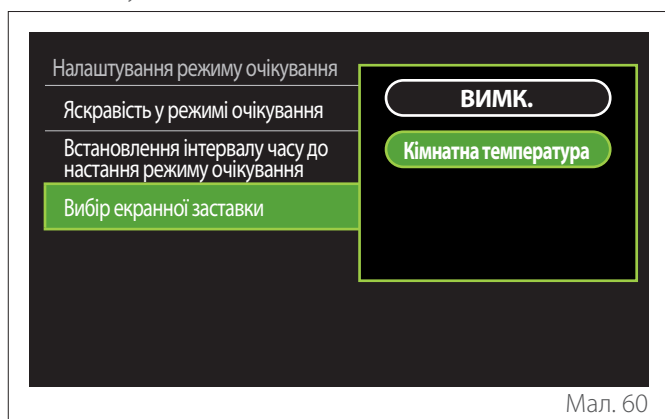 Налаштування режиму очікування
Яскравість у режимі очікування
Встановлення інтервалу часу до
настання режиму очікування
Вибір екранної заставки
ВИМК.
Кімнатна температура
Мал. 60